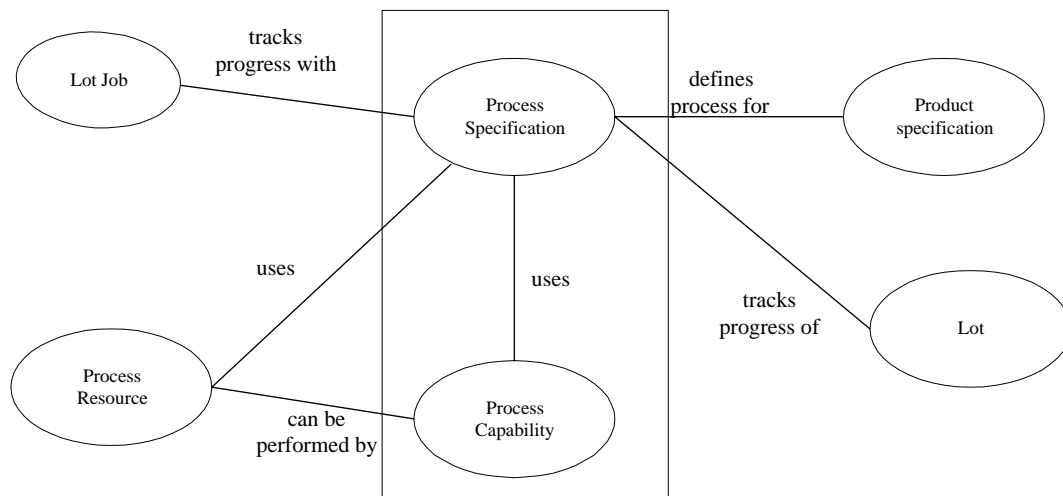 tracks
progress with
Lot Job
Process
Specification
defines
process for
Product
specification
uses
uses
tracks
progress of
Lot
Process
Resource
can be
performed by
Process
Capability